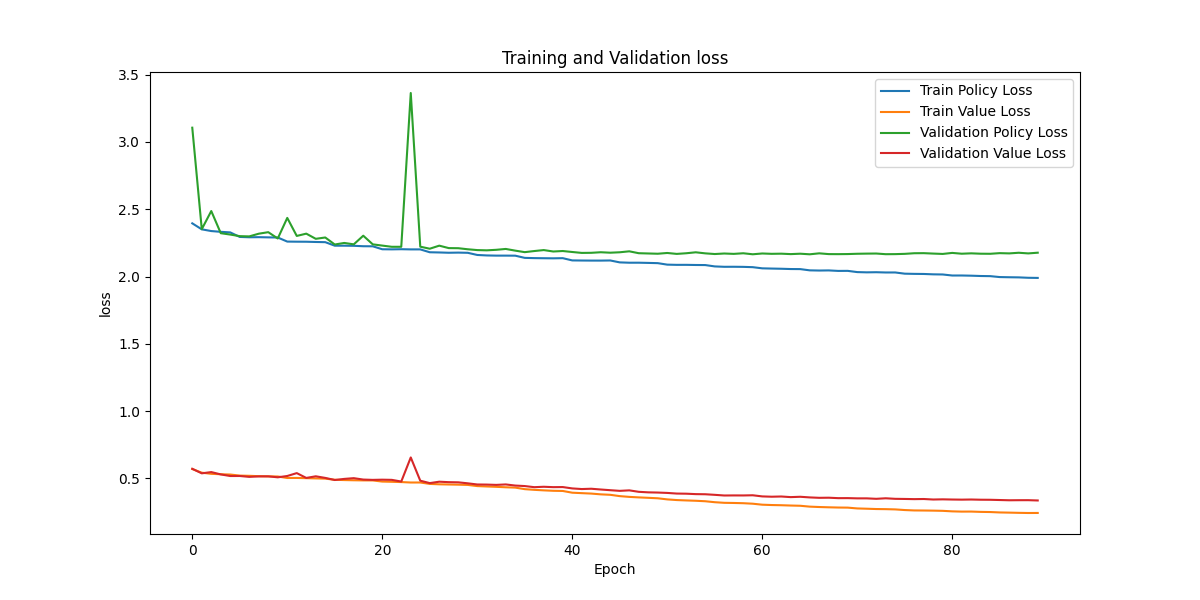 Training and Validation loss
3.5
3.0
2.5
2.0
1.5
1.0
0.5
loss
Train Policy Loss
Train Value Loss
Validation Policy Loss
Validation Value Loss
0 20 40 60 80
Epoch